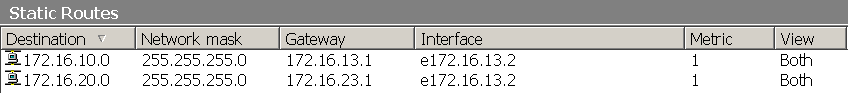 Static Routes
Destination Network mask Gateway Interface Metric View
172.16.10.0 255.255.255.0 172.16.13.1 e172.16.13.2 1 Both
172.16.20.0 255.255.255.0 172.16.23.1 e172.16.13.2 1 Both